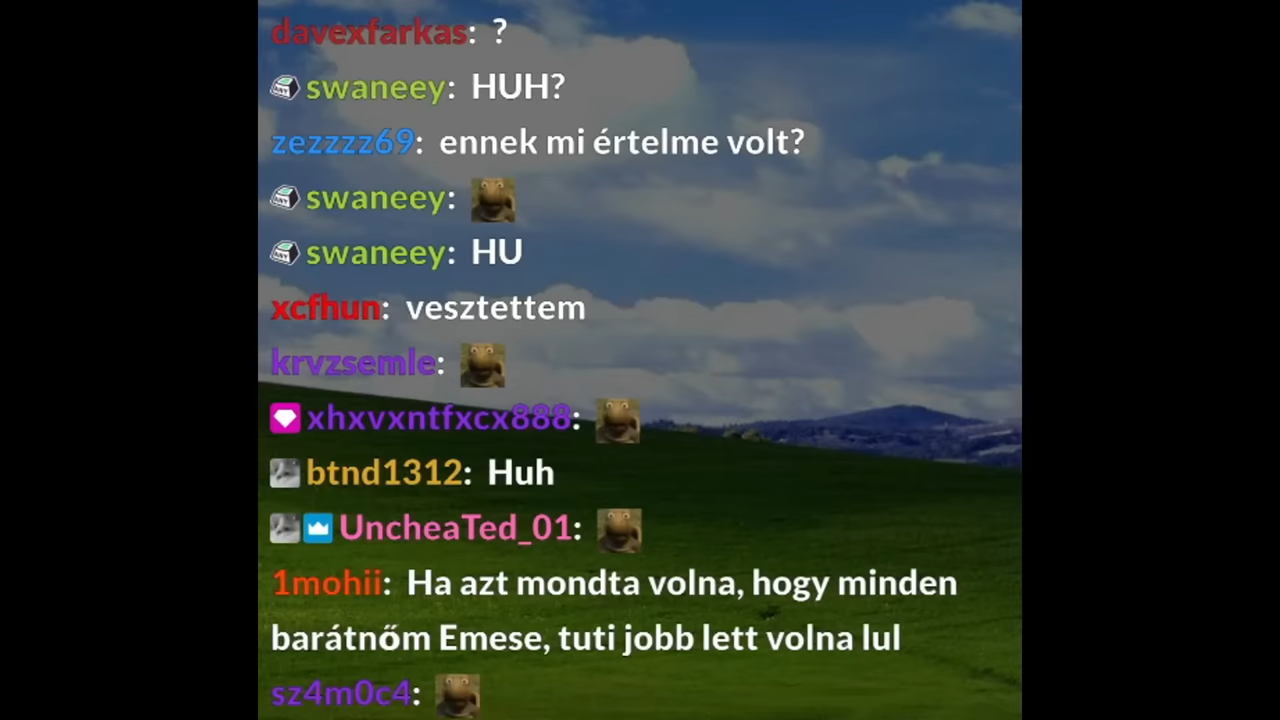 davexfarkas: ?
swaneey: HUH?
zezzzz69: ennek mi értelme volt?
swaneey:
swaneey: HU
xcfhun: vesztettem
krvzsemle:
xhxvxntfxcx888:
btnd1312: Huh
UncheaTed_01:
1mohii: Ha azt mondta volna, hogy minden
barátnőm Emese, tuti jobb lett volna lul
sz4m0c4: